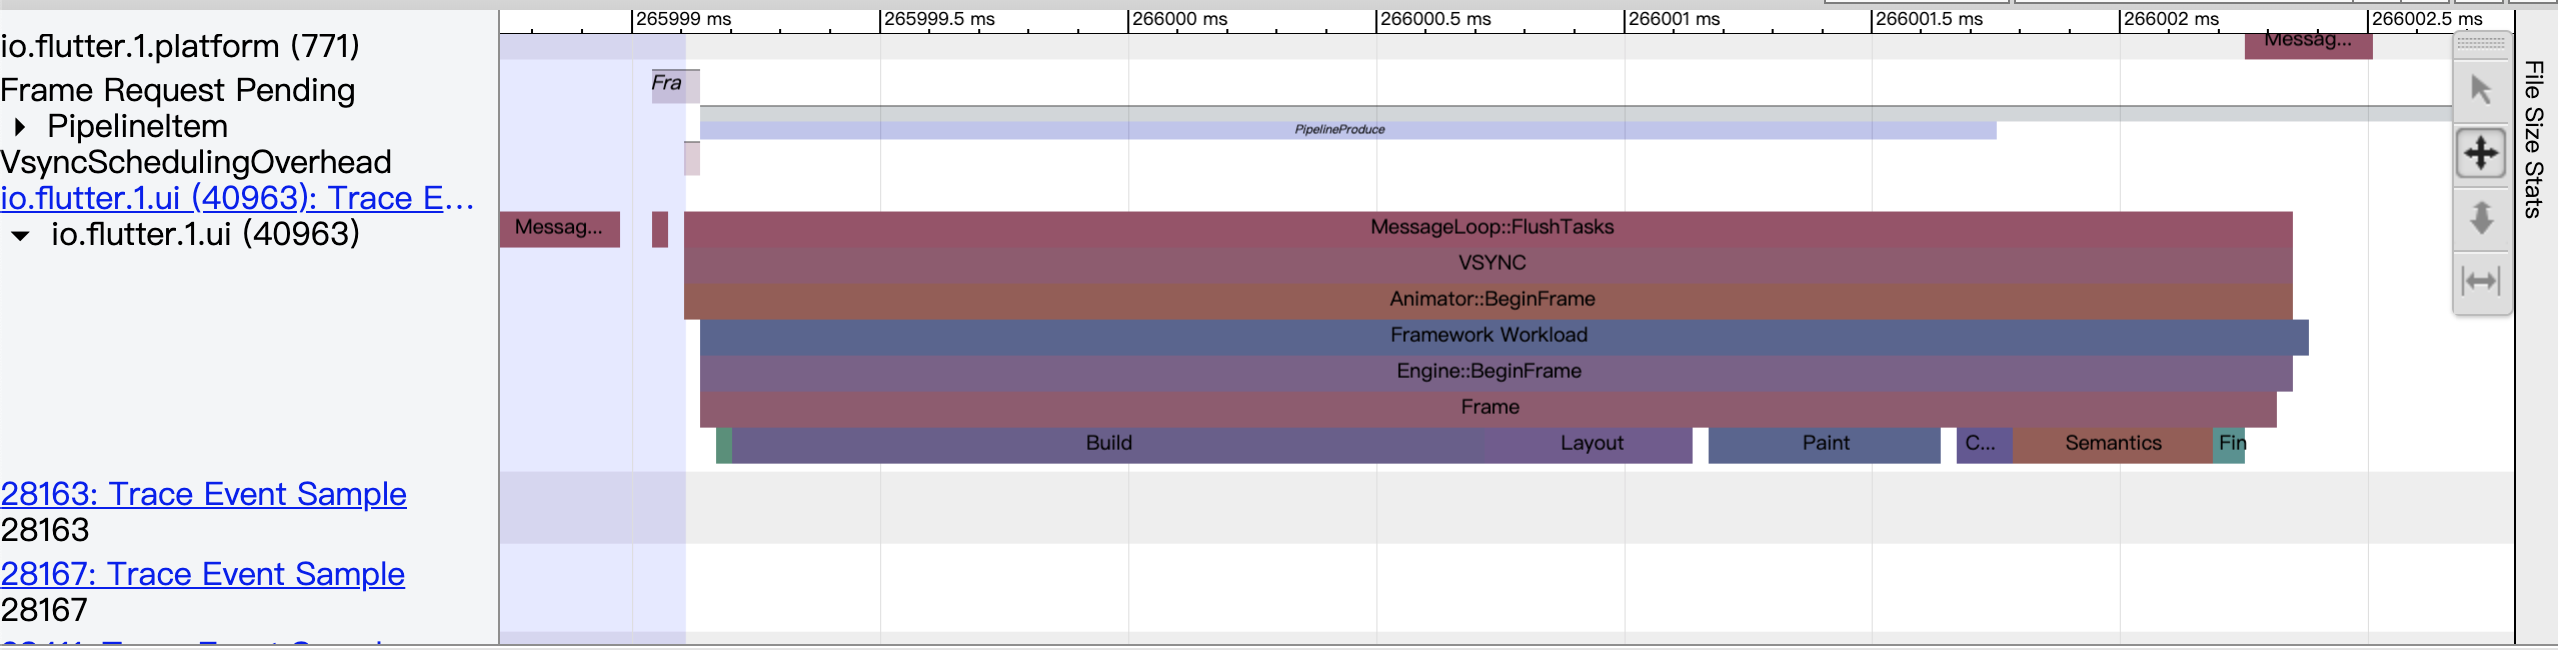 265999 ms 265999.5 ms 266000 ms 266000.5 ms 266001 ms 266001.5 ms 266002 ms 266002.5 ms
io.flutter.1.platform (771) Messag...
Frame Request Pending Fra
PipelineItem PipelineProduce
VsyncSchedulingOverhead
io.flutter.1.ui (40963): Trace E...
io.flutter.1.ui (40963) Messag... MessageLoop::FlushTasks
VSYNC
Animator::BeginFrame
Framework Workload
Engine::BeginFrame
Frame
Build Layout Paint C... Semantics Fin
28163: Trace Event Sample
28163
28167: Trace Event Sample
28167
File Size Stats